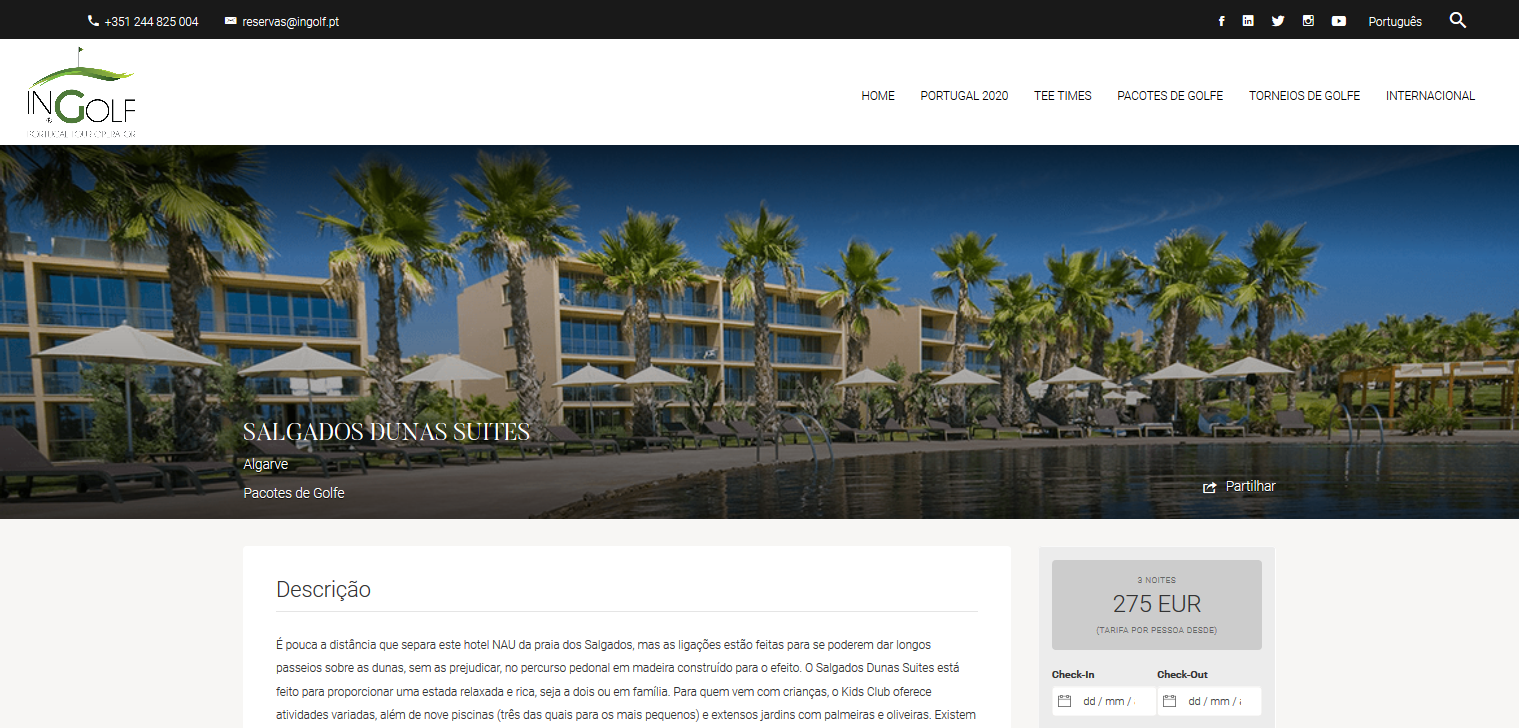 +351 244 825 004 reservas@ingolf.pt Português
INGOLF
PORTUGAL TOUR OPERATOR
HOME PORTUGAL 2020 TEE TIMES PACOTES DE GOLFE TORNEIOS DE GOLFE INTERNACIONAL
SALGADOS DUNAS SUITES
Algarve
Pacotes de Golfe
Partilhar
Descrição
É pouca a distância que separa este hotel NAU da praia dos Salgados, mas as ligações estão feitas para se poderem dar longos
passeios sobre as dunas, sem as prejudicar, no percurso pedonal em madeira construído para o efeito. O Salgados Dunas Suites está
feito para proporcionar uma estada relaxada e rica, seja a dois ou em família. Para quem vem com crianças, o Kids Club oferece
atividades variadas, além de nove piscinas (três das quais para os mais pequenos) e extensos jardins com palmeiras e oliveiras. Existem
3 NOITES
275 EUR
(TARIFA POR PESSOA DESDE)
Check-In Check-Out
dd / mm / dd / mm /